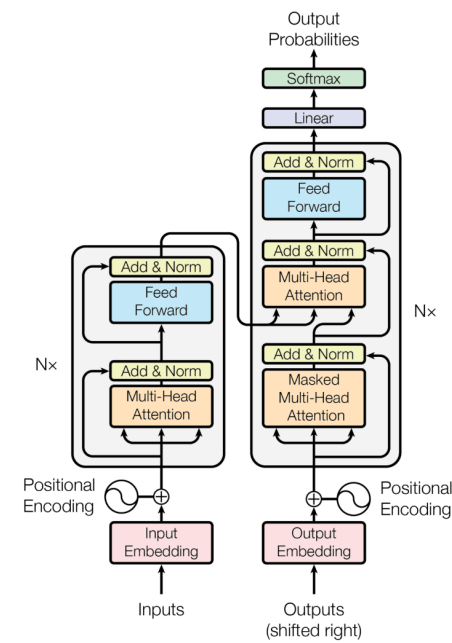 Output
Probabilities
Softmax
Linear
Add & Norm
Feed
Forward
Add & Norm
Multi-Head
Attention
Add & Norm
Masked
Multi-Head
Attention
N×
Positional
Encoding
Output
Embedding
Outputs
(shifted right)
Add & Norm
Feed
Forward
Add & Norm
Multi-Head
Attention
N×
Positional
Encoding
Input
Embedding
Inputs